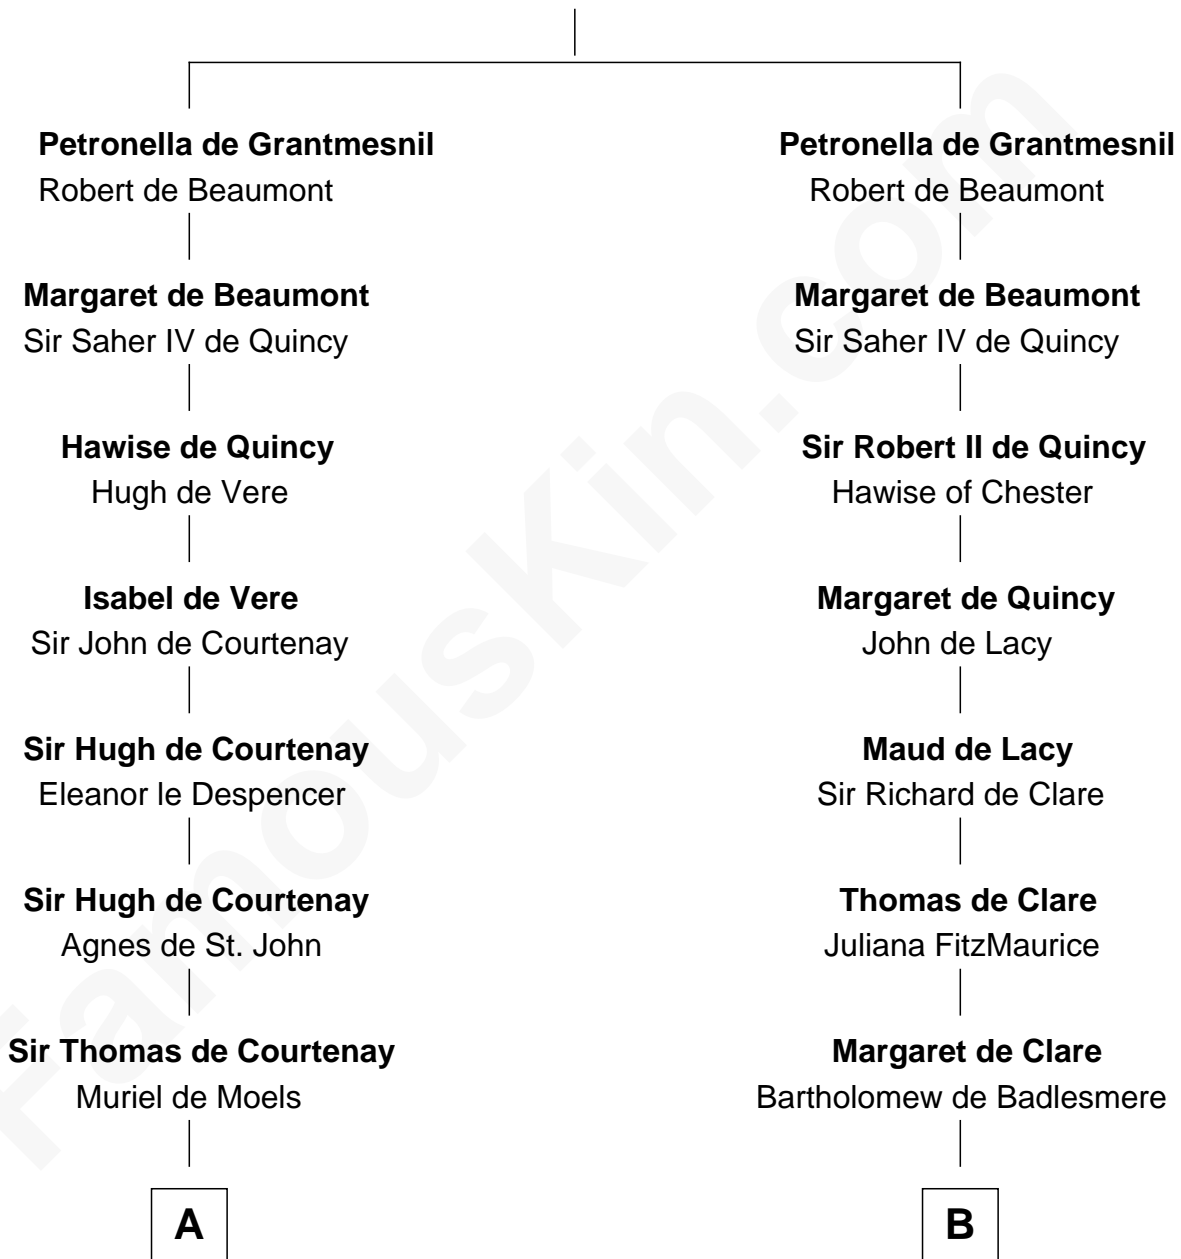 Petronella de Grantmesnil
Robert de Beaumont
Margaret de Beaumont
Sir Saher IV de Quincy
Hawise de Quincy
Hugh de Vere
Isabel de Vere
Sir John de Courtenay
Sir Hugh de Courtenay
Eleanor le Despencer
Sir Hugh de Courtenay
Agnes de St. John
Sir Thomas de Courtenay
Muriel de Moels
A
Petronella de Grantmesnil
Robert de Beaumont
Margaret de Beaumont
Sir Saher IV de Quincy
Sir Robert II de Quincy
Hawise of Chester
Margaret de Quincy
John de Lacy
Maud de Lacy
Sir Richard de Clare
Thomas de Clare
Juliana FitzMaurice
Margaret de Clare
Bartholomew de Badlesmere
B
FamousKin.com